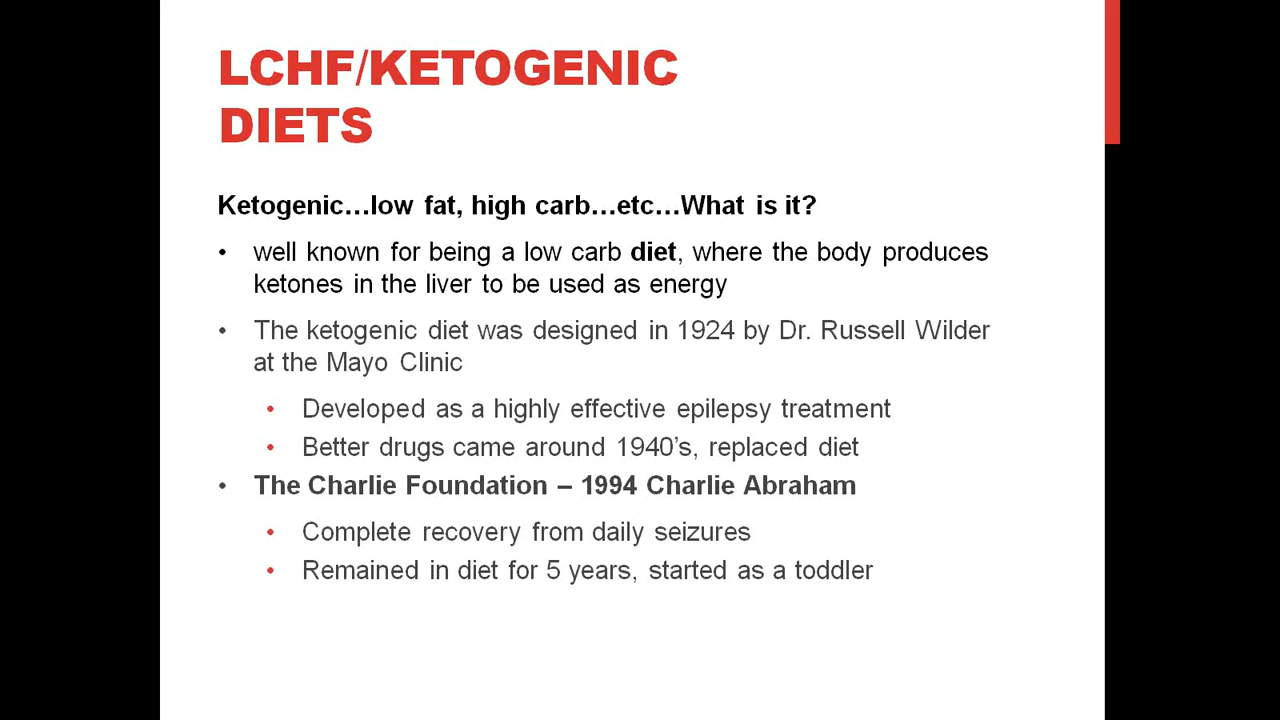 LCHF/KETOGENIC
DIETS
Ketogenic…low fat, high carb…etc…What is it?
• well known for being a low carb diet, where the body produces
ketones in the liver to be used as energy
• The ketogenic diet was designed in 1924 by Dr. Russell Wilder
at the Mayo Clinic
• Developed as a highly effective epilepsy treatment
• Better drugs came around 1940’s, replaced diet
• The Charlie Foundation – 1994 Charlie Abraham
• Complete recovery from daily seizures
• Remained in diet for 5 years, started as a toddler